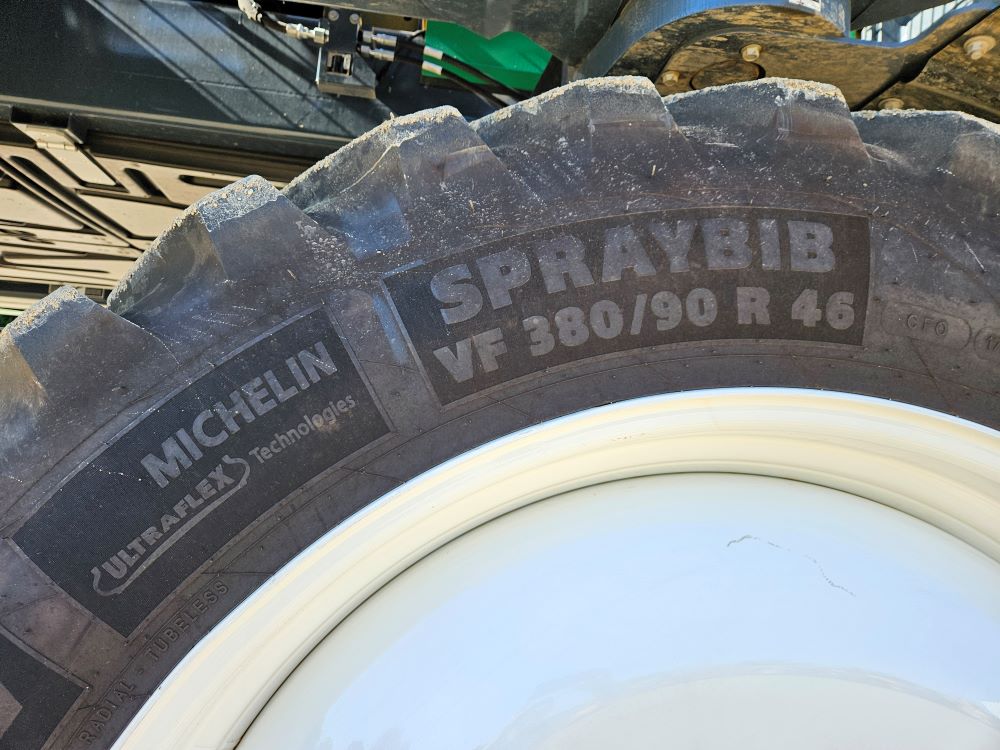 SPRAYBIB
VF 380/90 R 46
MICHELIN
ULTRAFLEX Technologies
RADIAL - TUBELESS
CFO